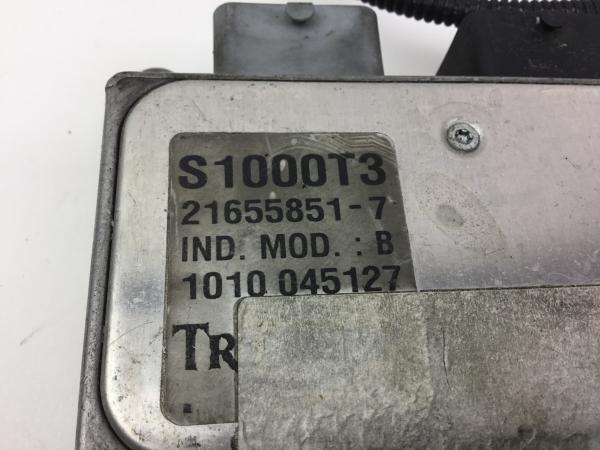 S1000T3
21655851-7
IND. MOD. : B
1010 045127